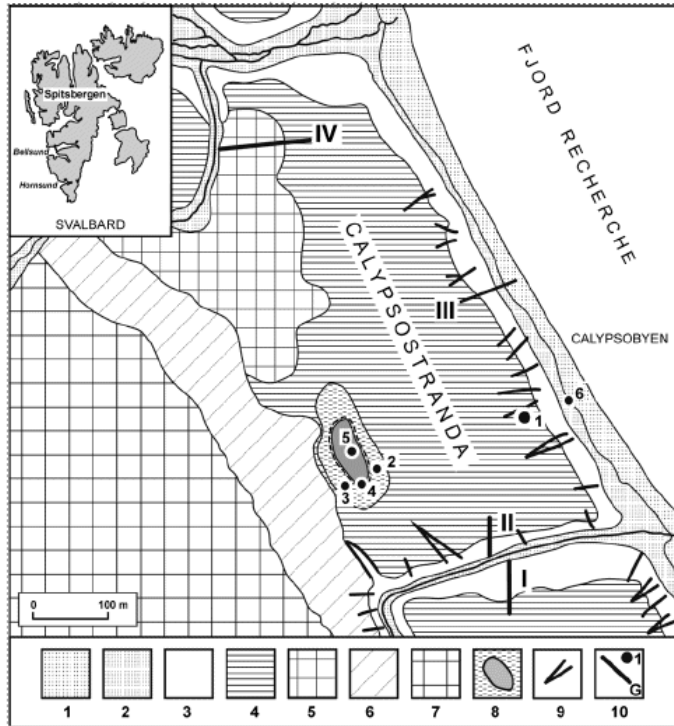 Spitsbergen
Bellsund
Hornsund
SVALBARD
FJORD RECHERCHE
IV
CALYPSOSTRANDA
III
CALYPSOBYEN
6
1
5
2
3
4
II
I
0 100 m
1
G
1 2 3 4 5 6 7 8 9 10